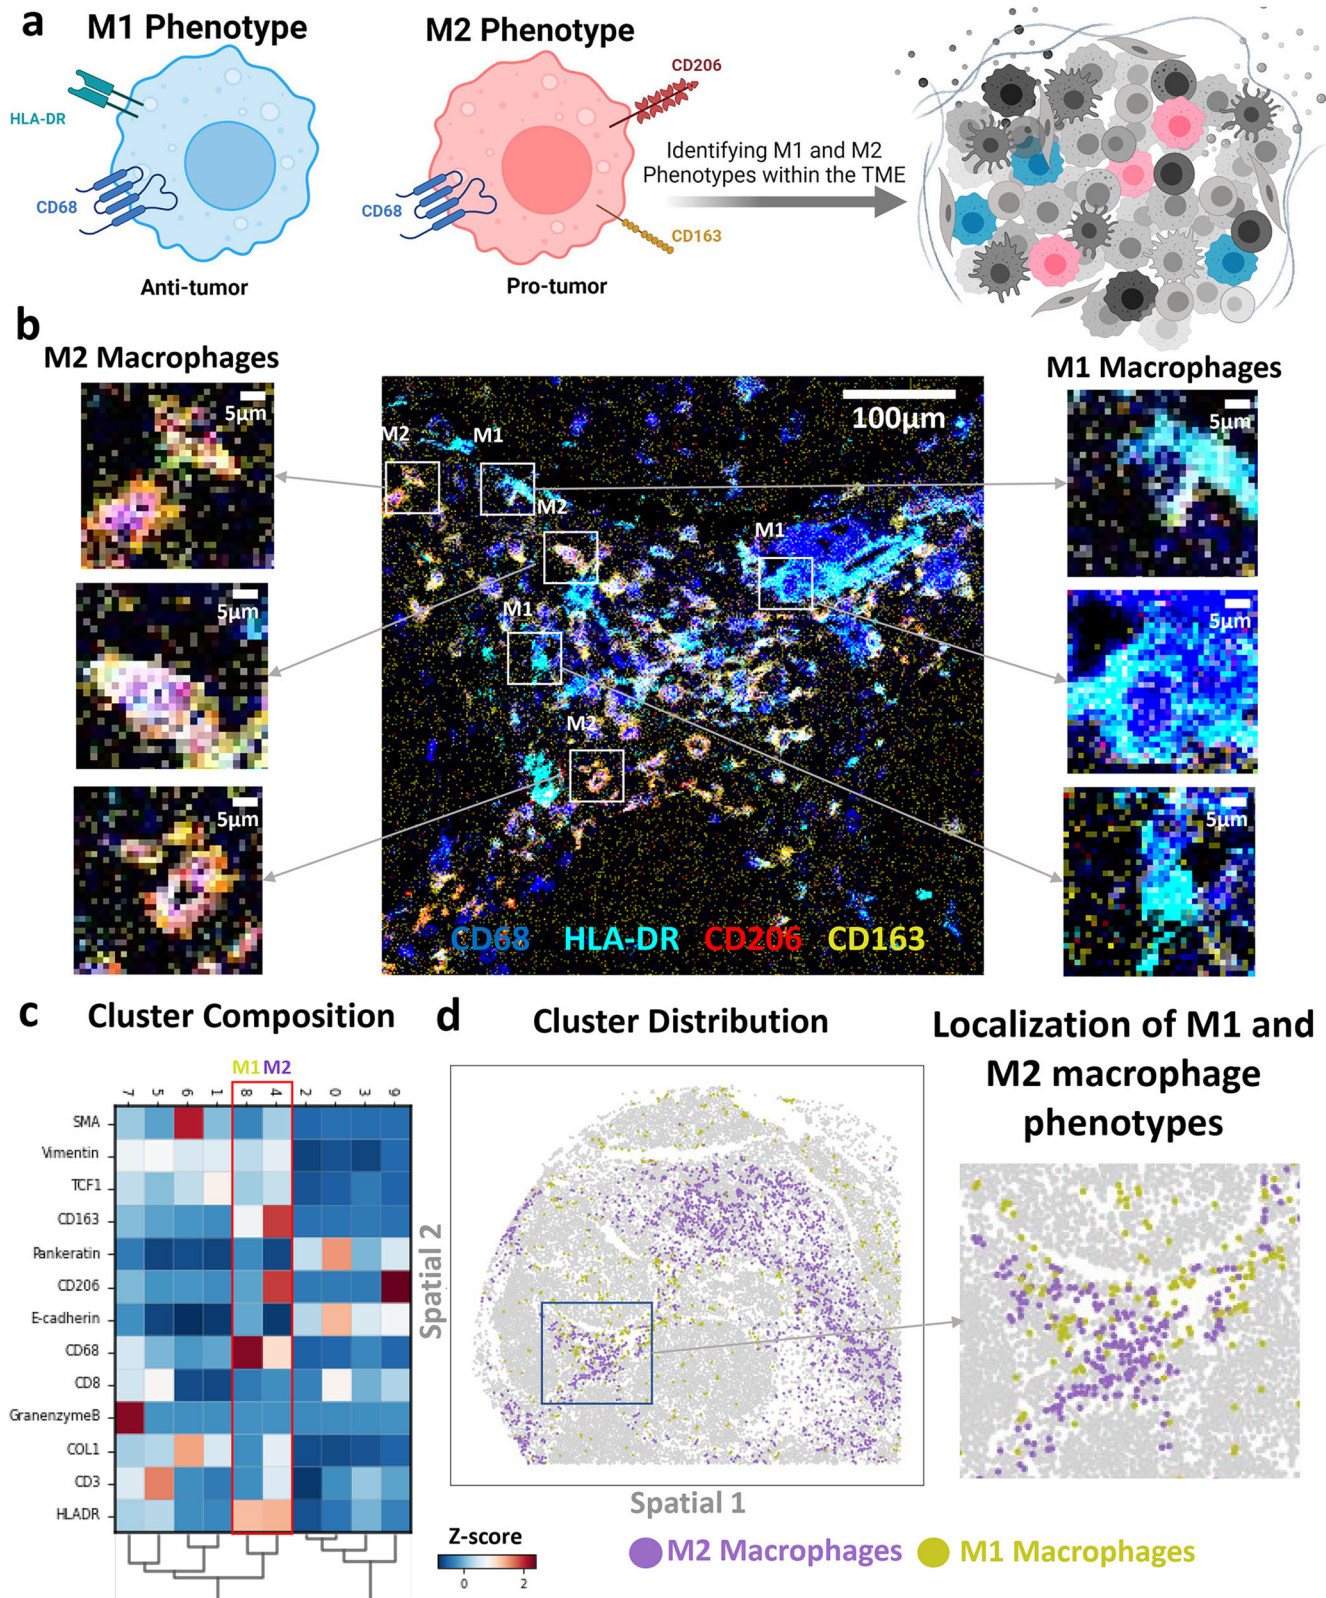 a
M1 Phenotype
M2 Phenotype
HLA-DR
CD68
Anti-tumor
CD206
CD68
CD163
Pro-tumor
Identifying M1 and M2
Phenotypes within the TME
b
M2 Macrophages
M1 Macrophages
5µm
5µm
5µm
100µm
M2
M1
M2
M1
M1
M2
CD68 HLA-DR CD206 CD163
5µm
5µm
5µm
c
Cluster Composition
M1 M2
7 5 6 1 8 4 2 0 3 9
SMA
Vimentin
TCF1
CD163
Pankeratin
CD206
E-cadherin
CD68
CD8
GranenzymeB
COL1
CD3
HLADR
Z-score
0 2
d
Cluster Distribution
Spatial 2
Spatial 1
Localization of M1 and
M2 macrophage
phenotypes
M2 Macrophages
M1 Macrophages